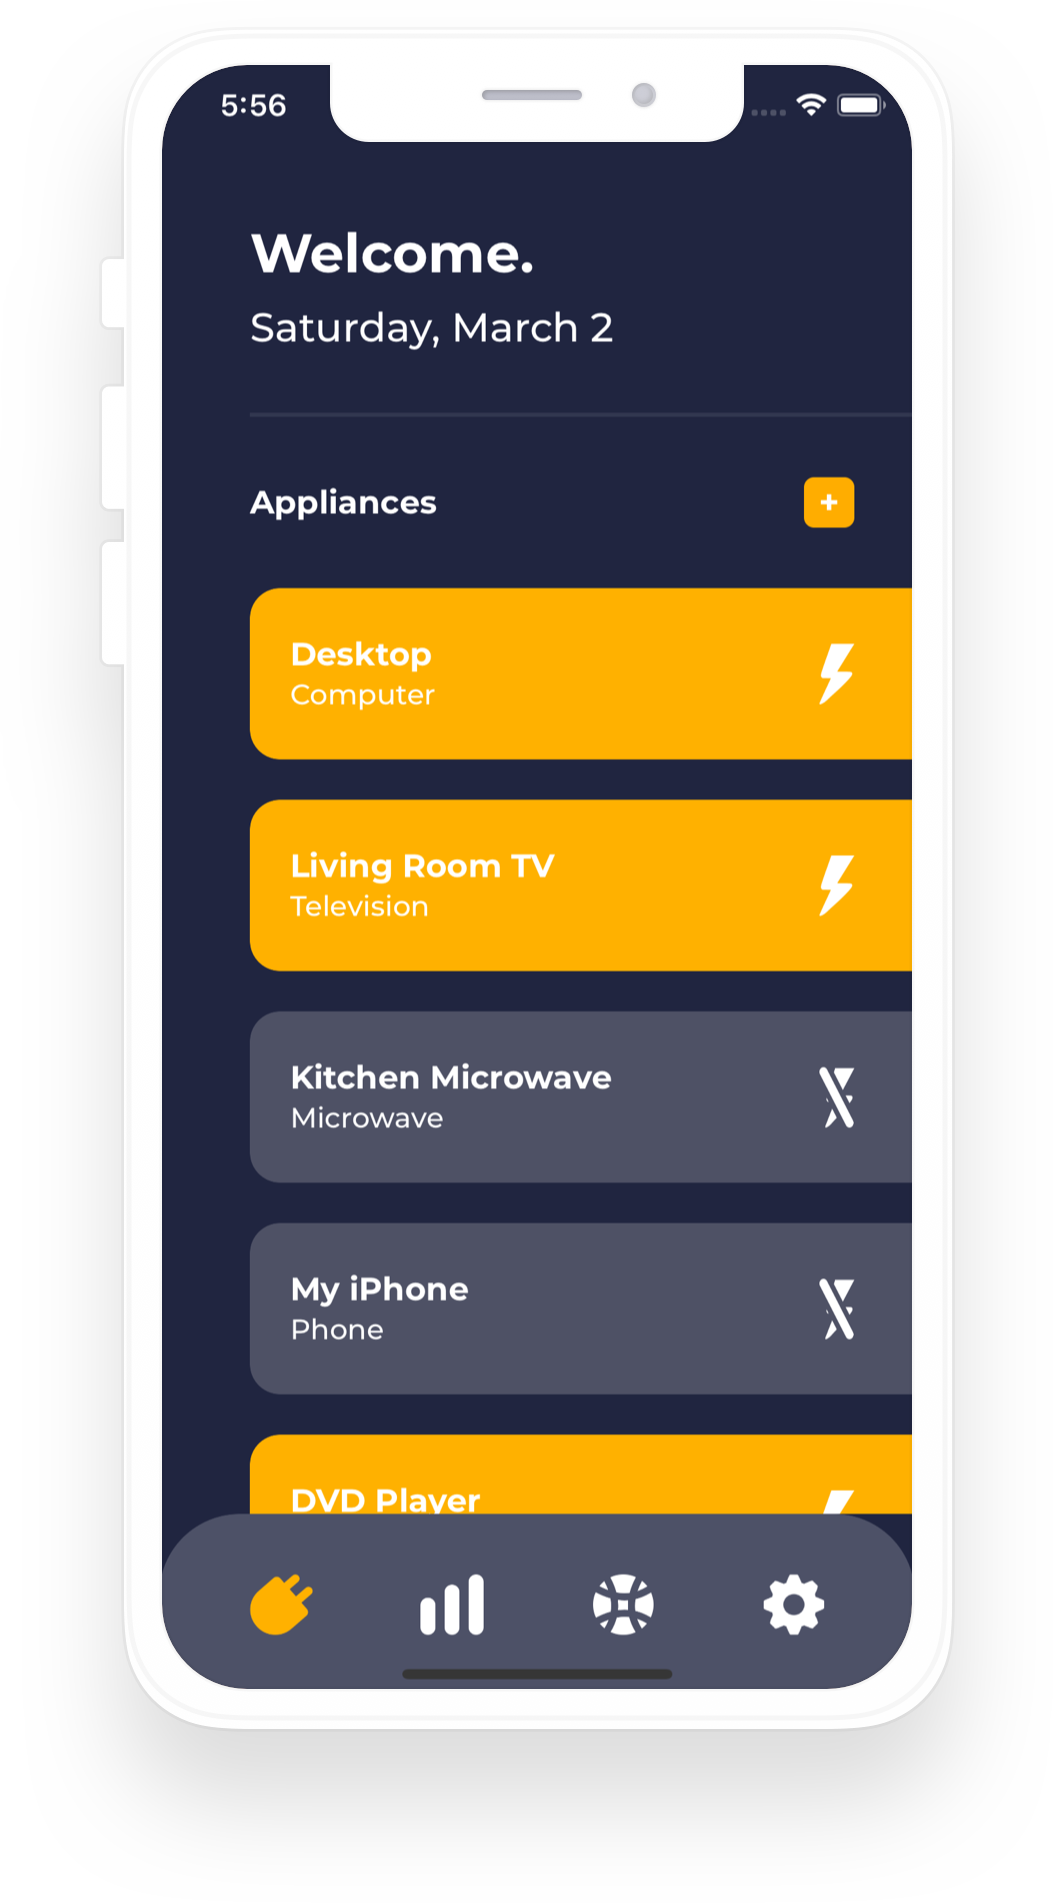 5:56
Welcome.
Saturday, March 2
Appliances
+
Desktop
Computer
Living Room TV
Television
Kitchen Microwave
Microwave
My iPhone
Phone
DVD Player